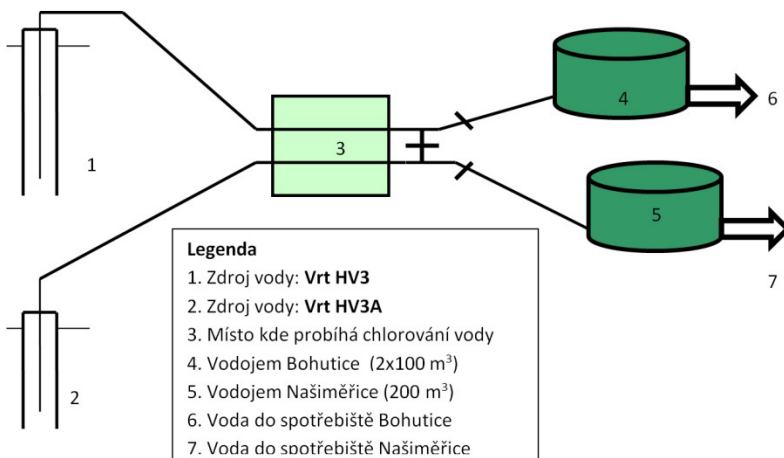 1
2
3
4
5
6
7
Legenda
1. Zdroj vody: Vrt HV3
2. Zdroj vody: Vrt HV3A
3. Místo kde probíhá chlorování vody
4. Vodojem Bohutice (2x100 m³)
5. Vodojem Našiměřice (200 m³)
6. Voda do spotřebiště Bohutice
7. Voda do spotřebiště Našiměřice